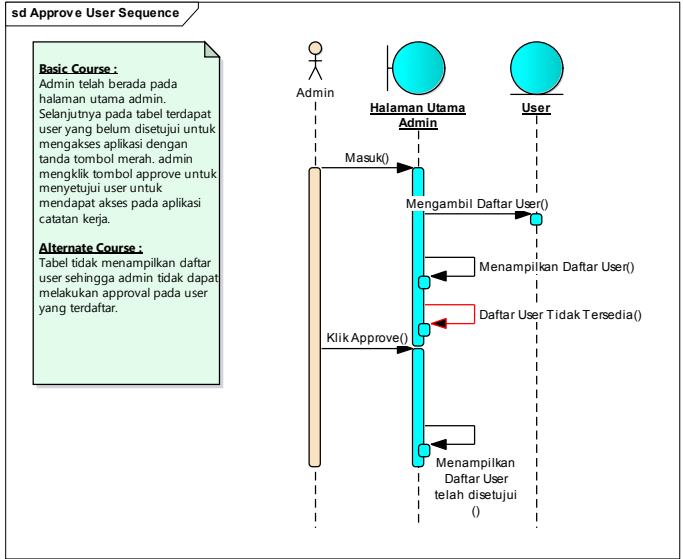 sd Approve User Sequence
Basic Course :
Admin telah berada pada
halaman utama admin.
Selanjutnya pada tabel terdapat
user yang belum disetujui untuk
mengakses aplikasi dengan
tanda tombol merah. admin
mengklik tombol approve untuk
menyetujui user untuk
mendapat akses pada aplikasi
catatan kerja.
Alternate Course :
Tabel tidak menampilkan daftar
user sehingga admin tidak dapat
melakukan approval pada user
yang terdaftar.
Admin
Halaman Utama
Admin
User
Masuk()
Mengambil Daftar User()
Menampilkan Daftar User()
Daftar User Tidak Tersedia()
Klik Approve()
Menampilkan
Daftar User
telah disetujui
()